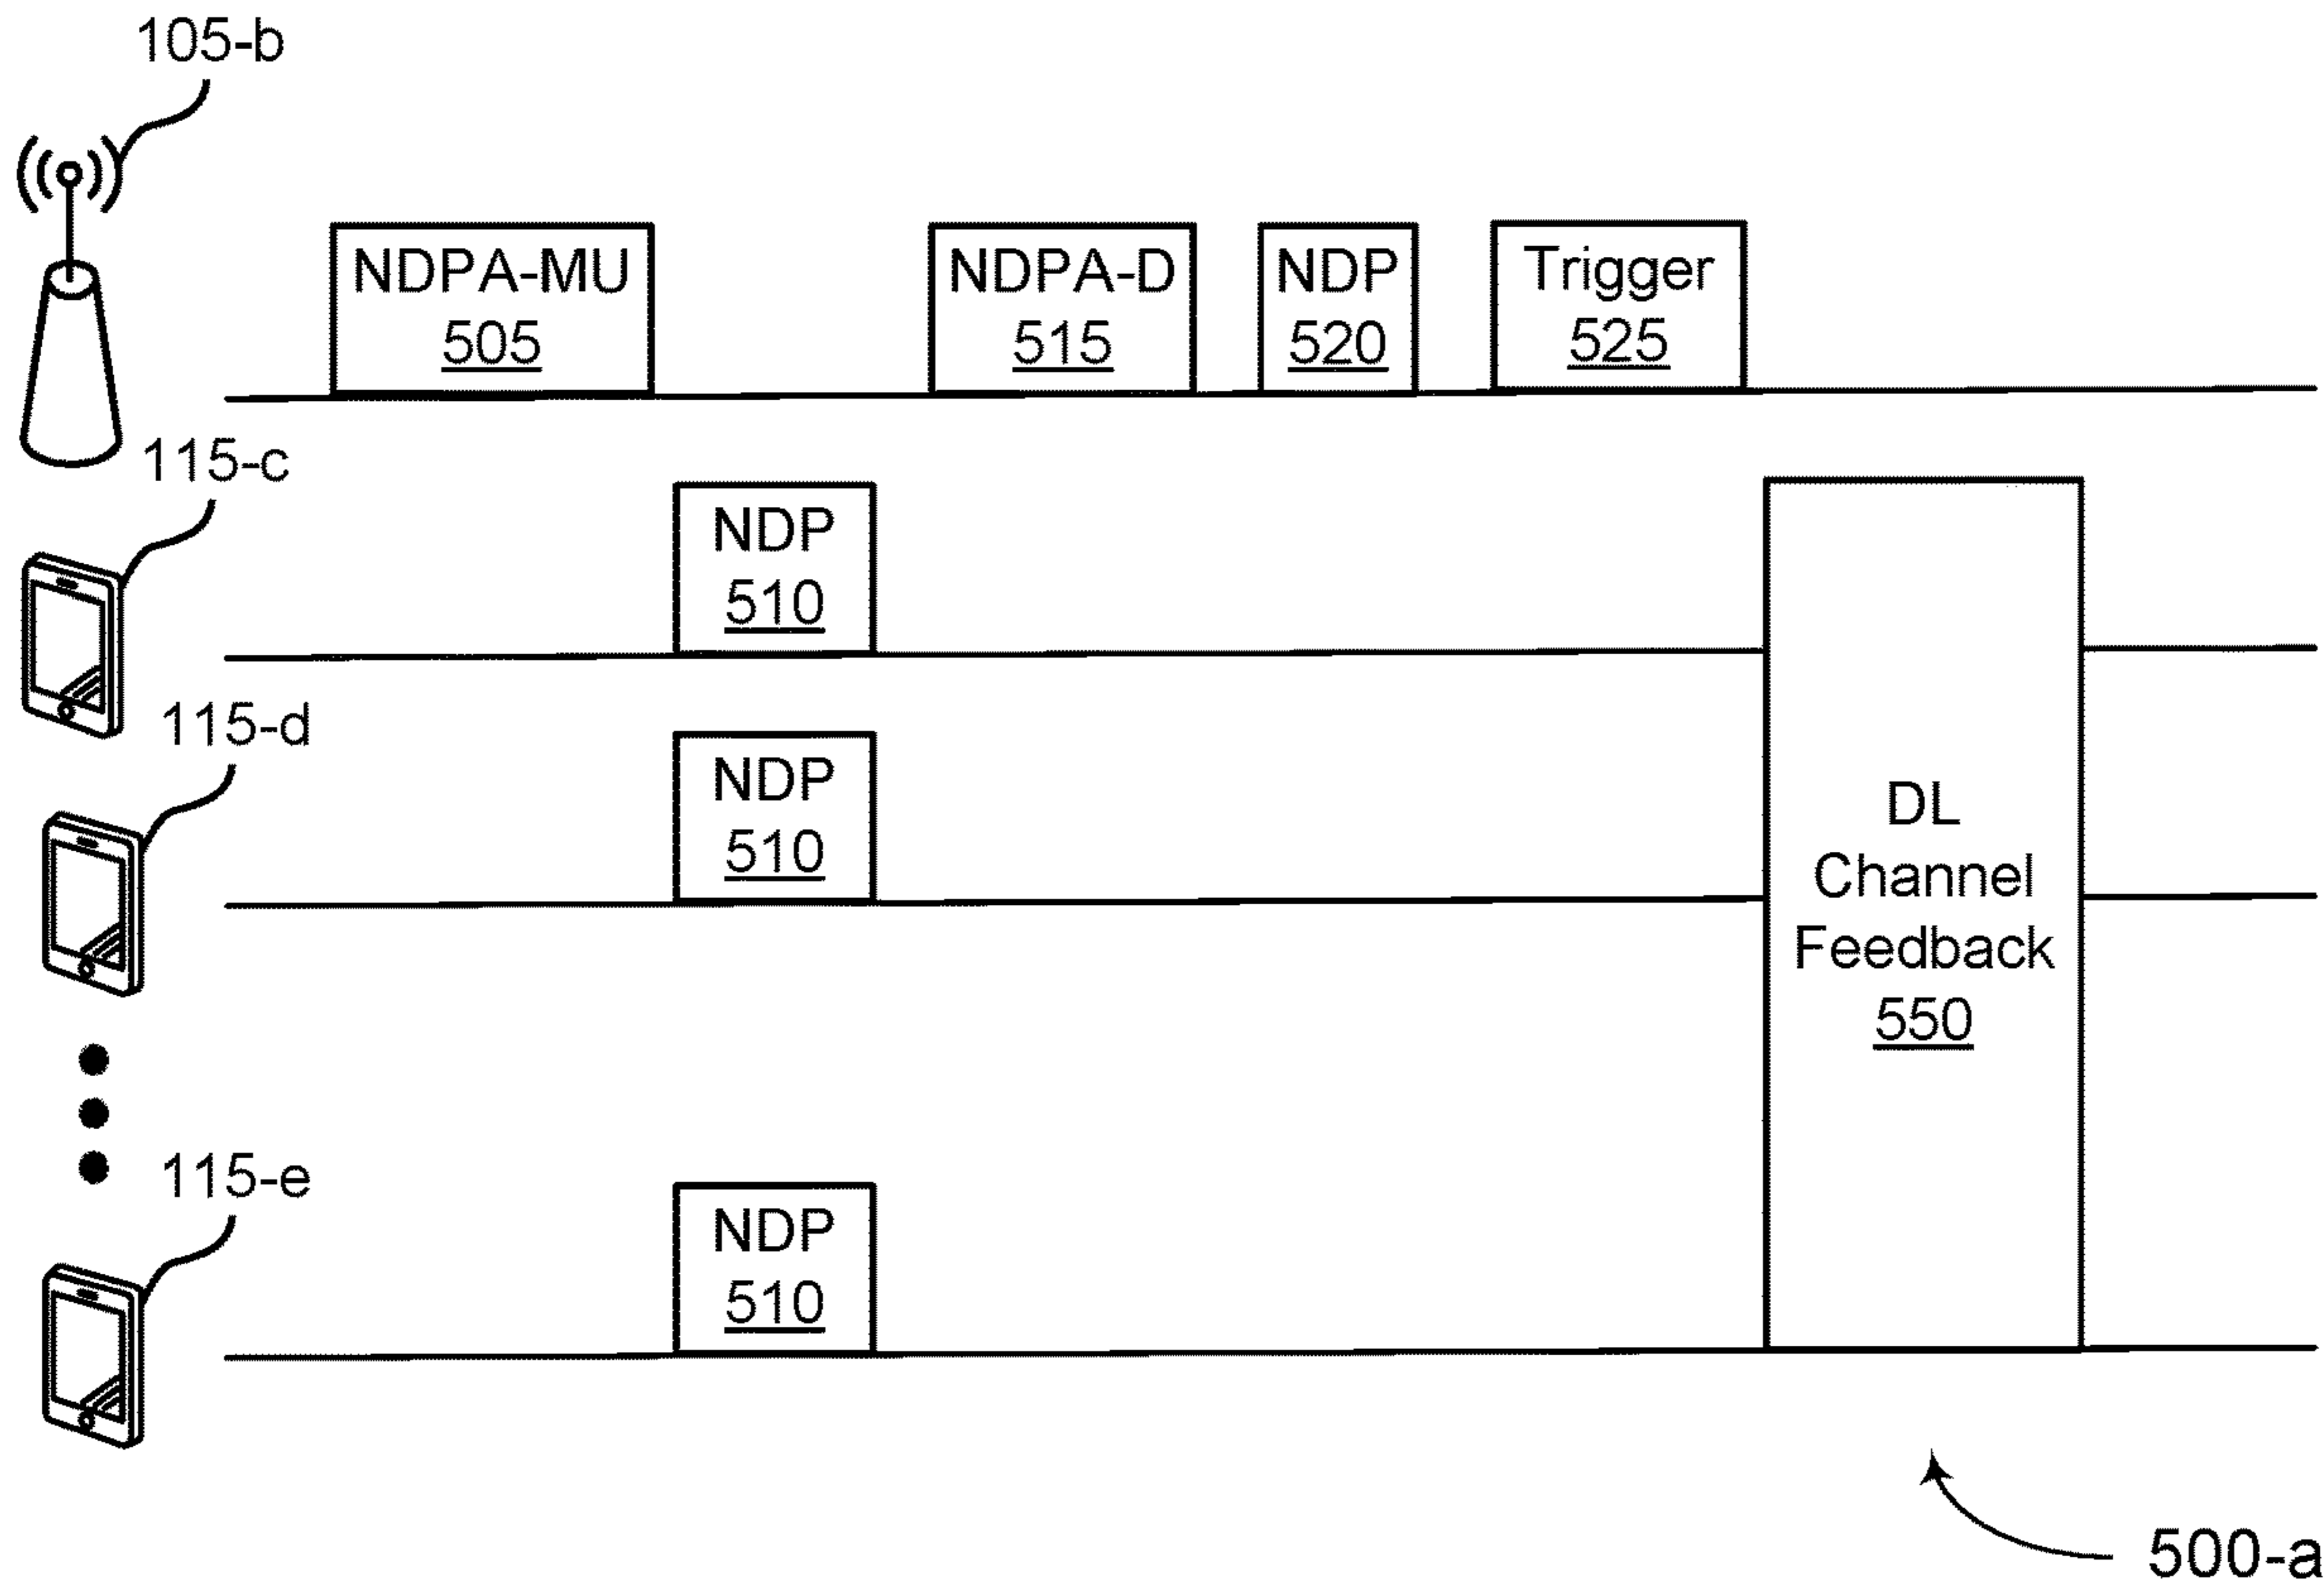 105-b
NDPA-MU
505
NDPA-D
515
NDP
520
Trigger
525
115-c
NDP
510
115-d
NDP
510
DL
Channel
Feedback
550
115-e
NDP
510
500-a